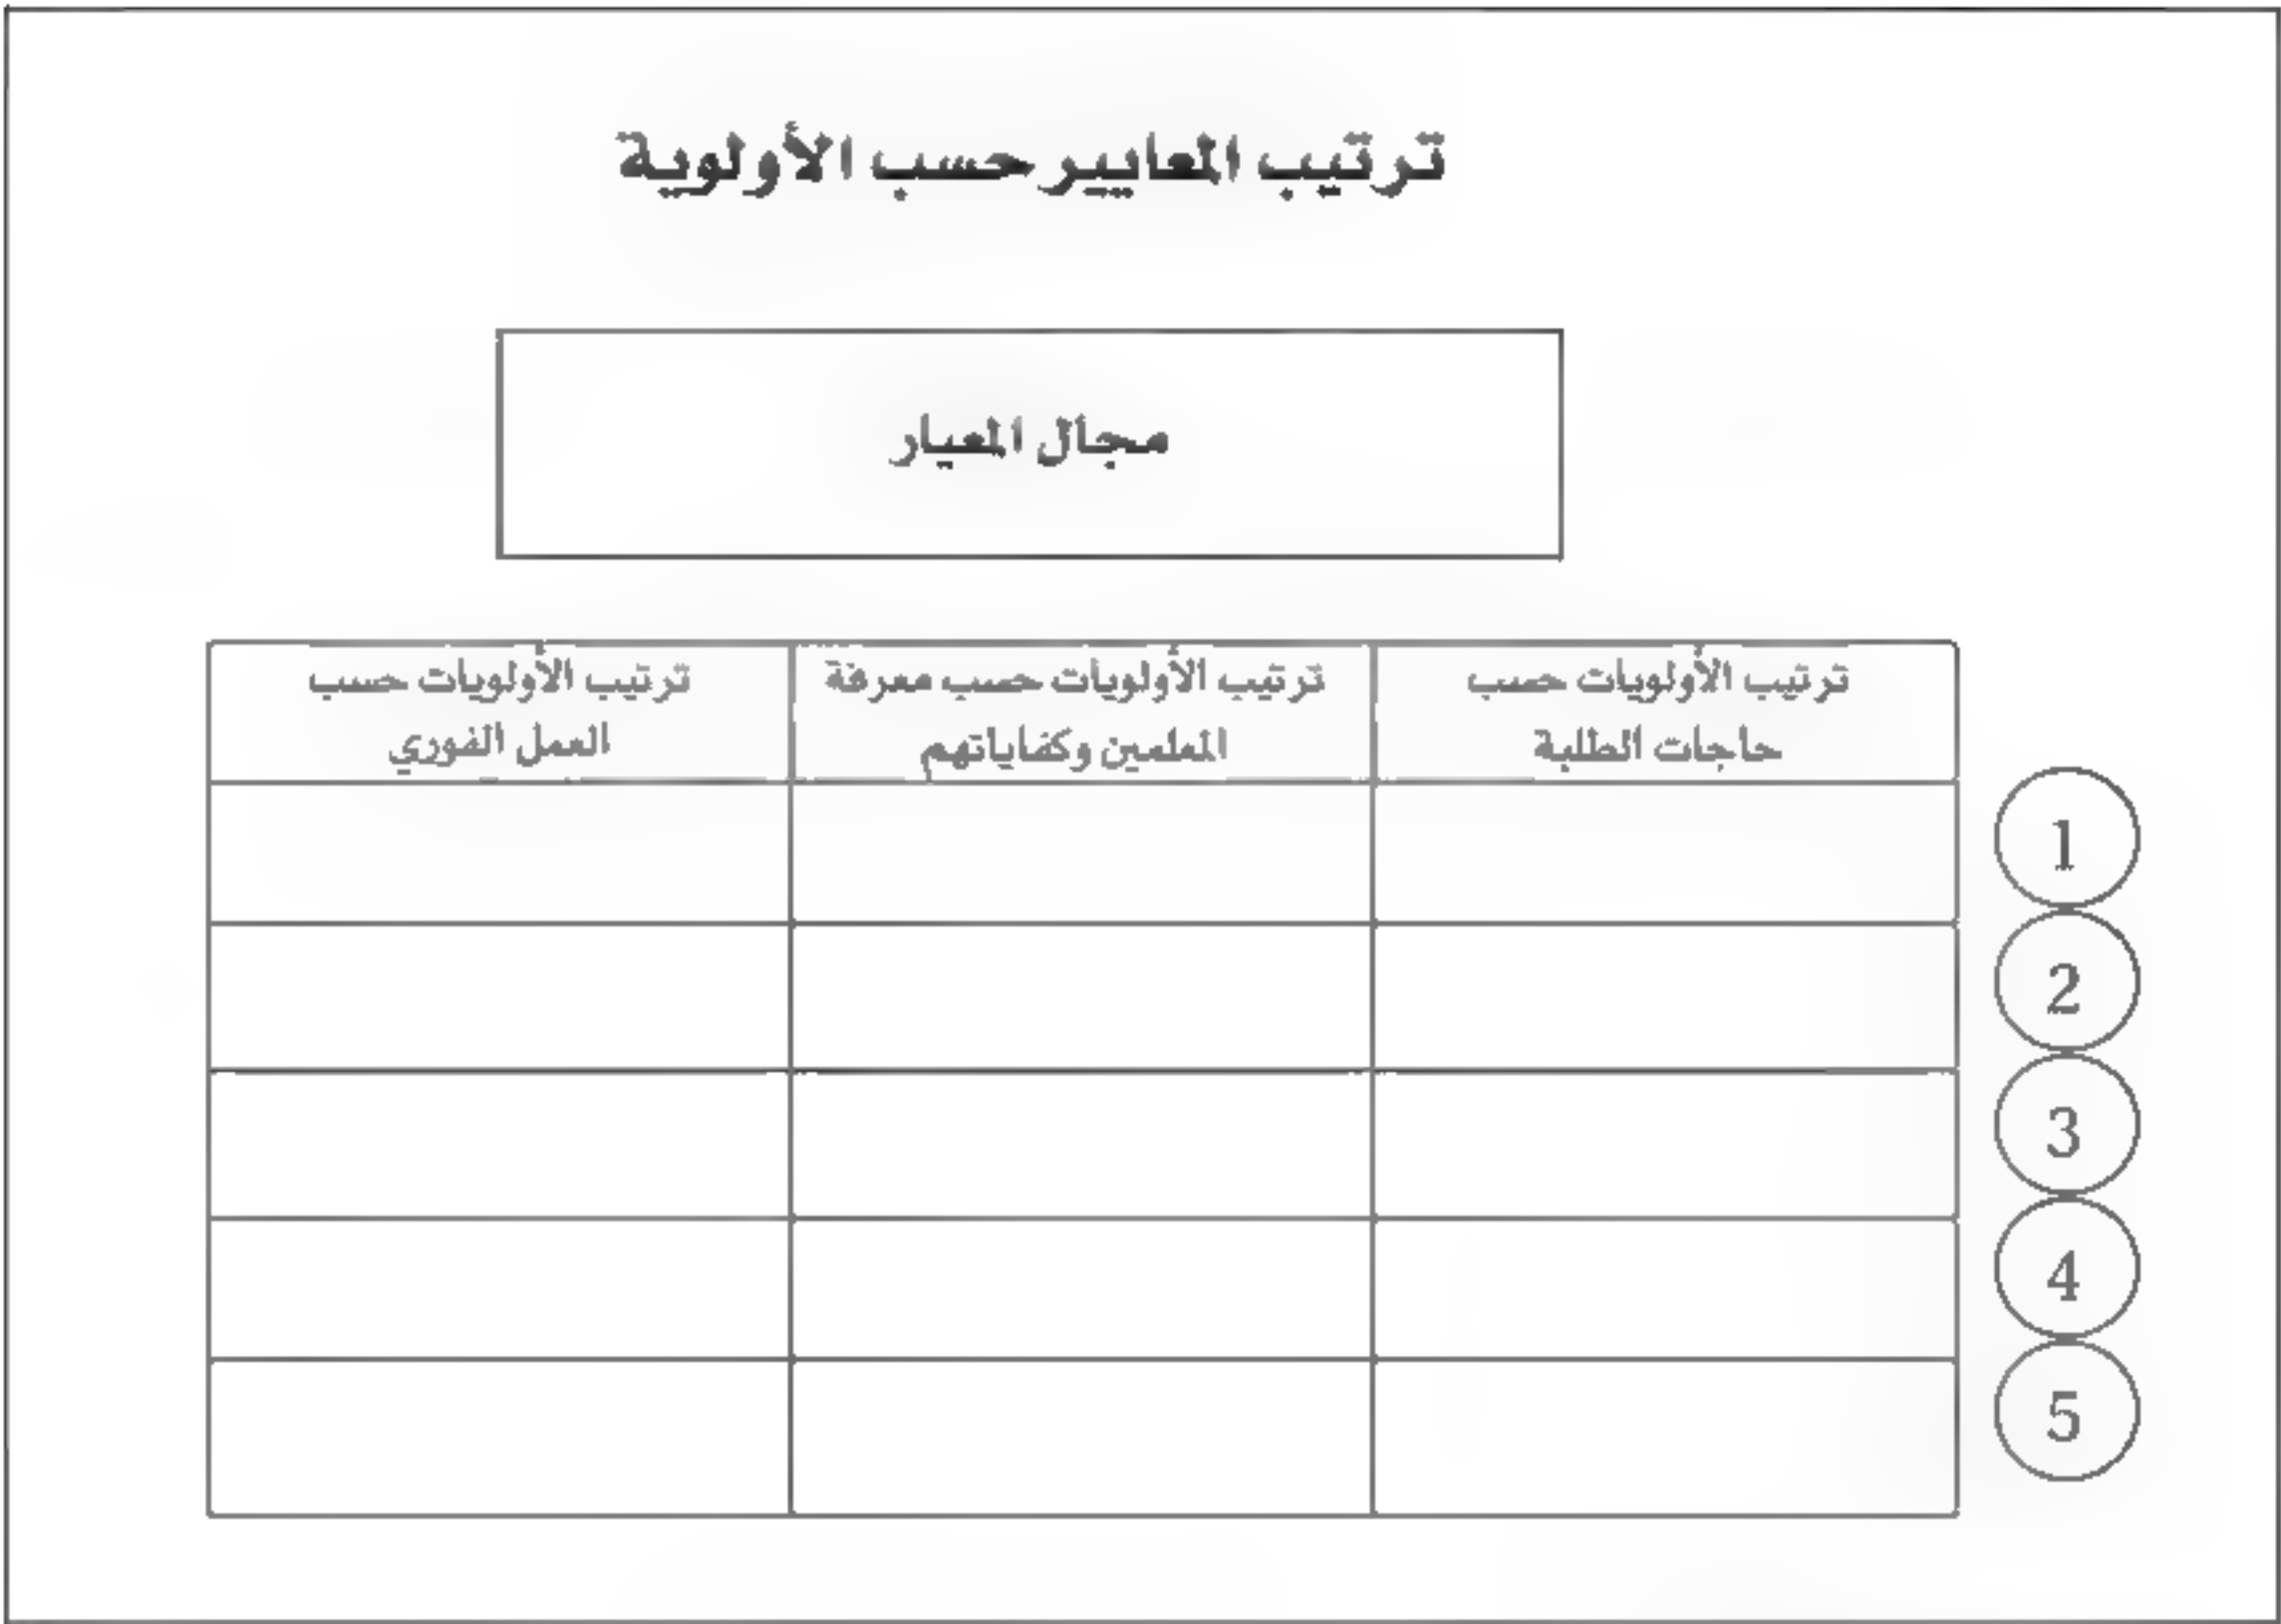 ترتيب المعايير حسب الأولوية
مجال المعيار
ترتيب الأولويات حسب
حاجات الطلبة
ترتيب الأولويات حسب معرفة
المعلمين وكفاياتهم
ترتيب الأولويات حسب
العمل الفوري
1
2
3
4
5